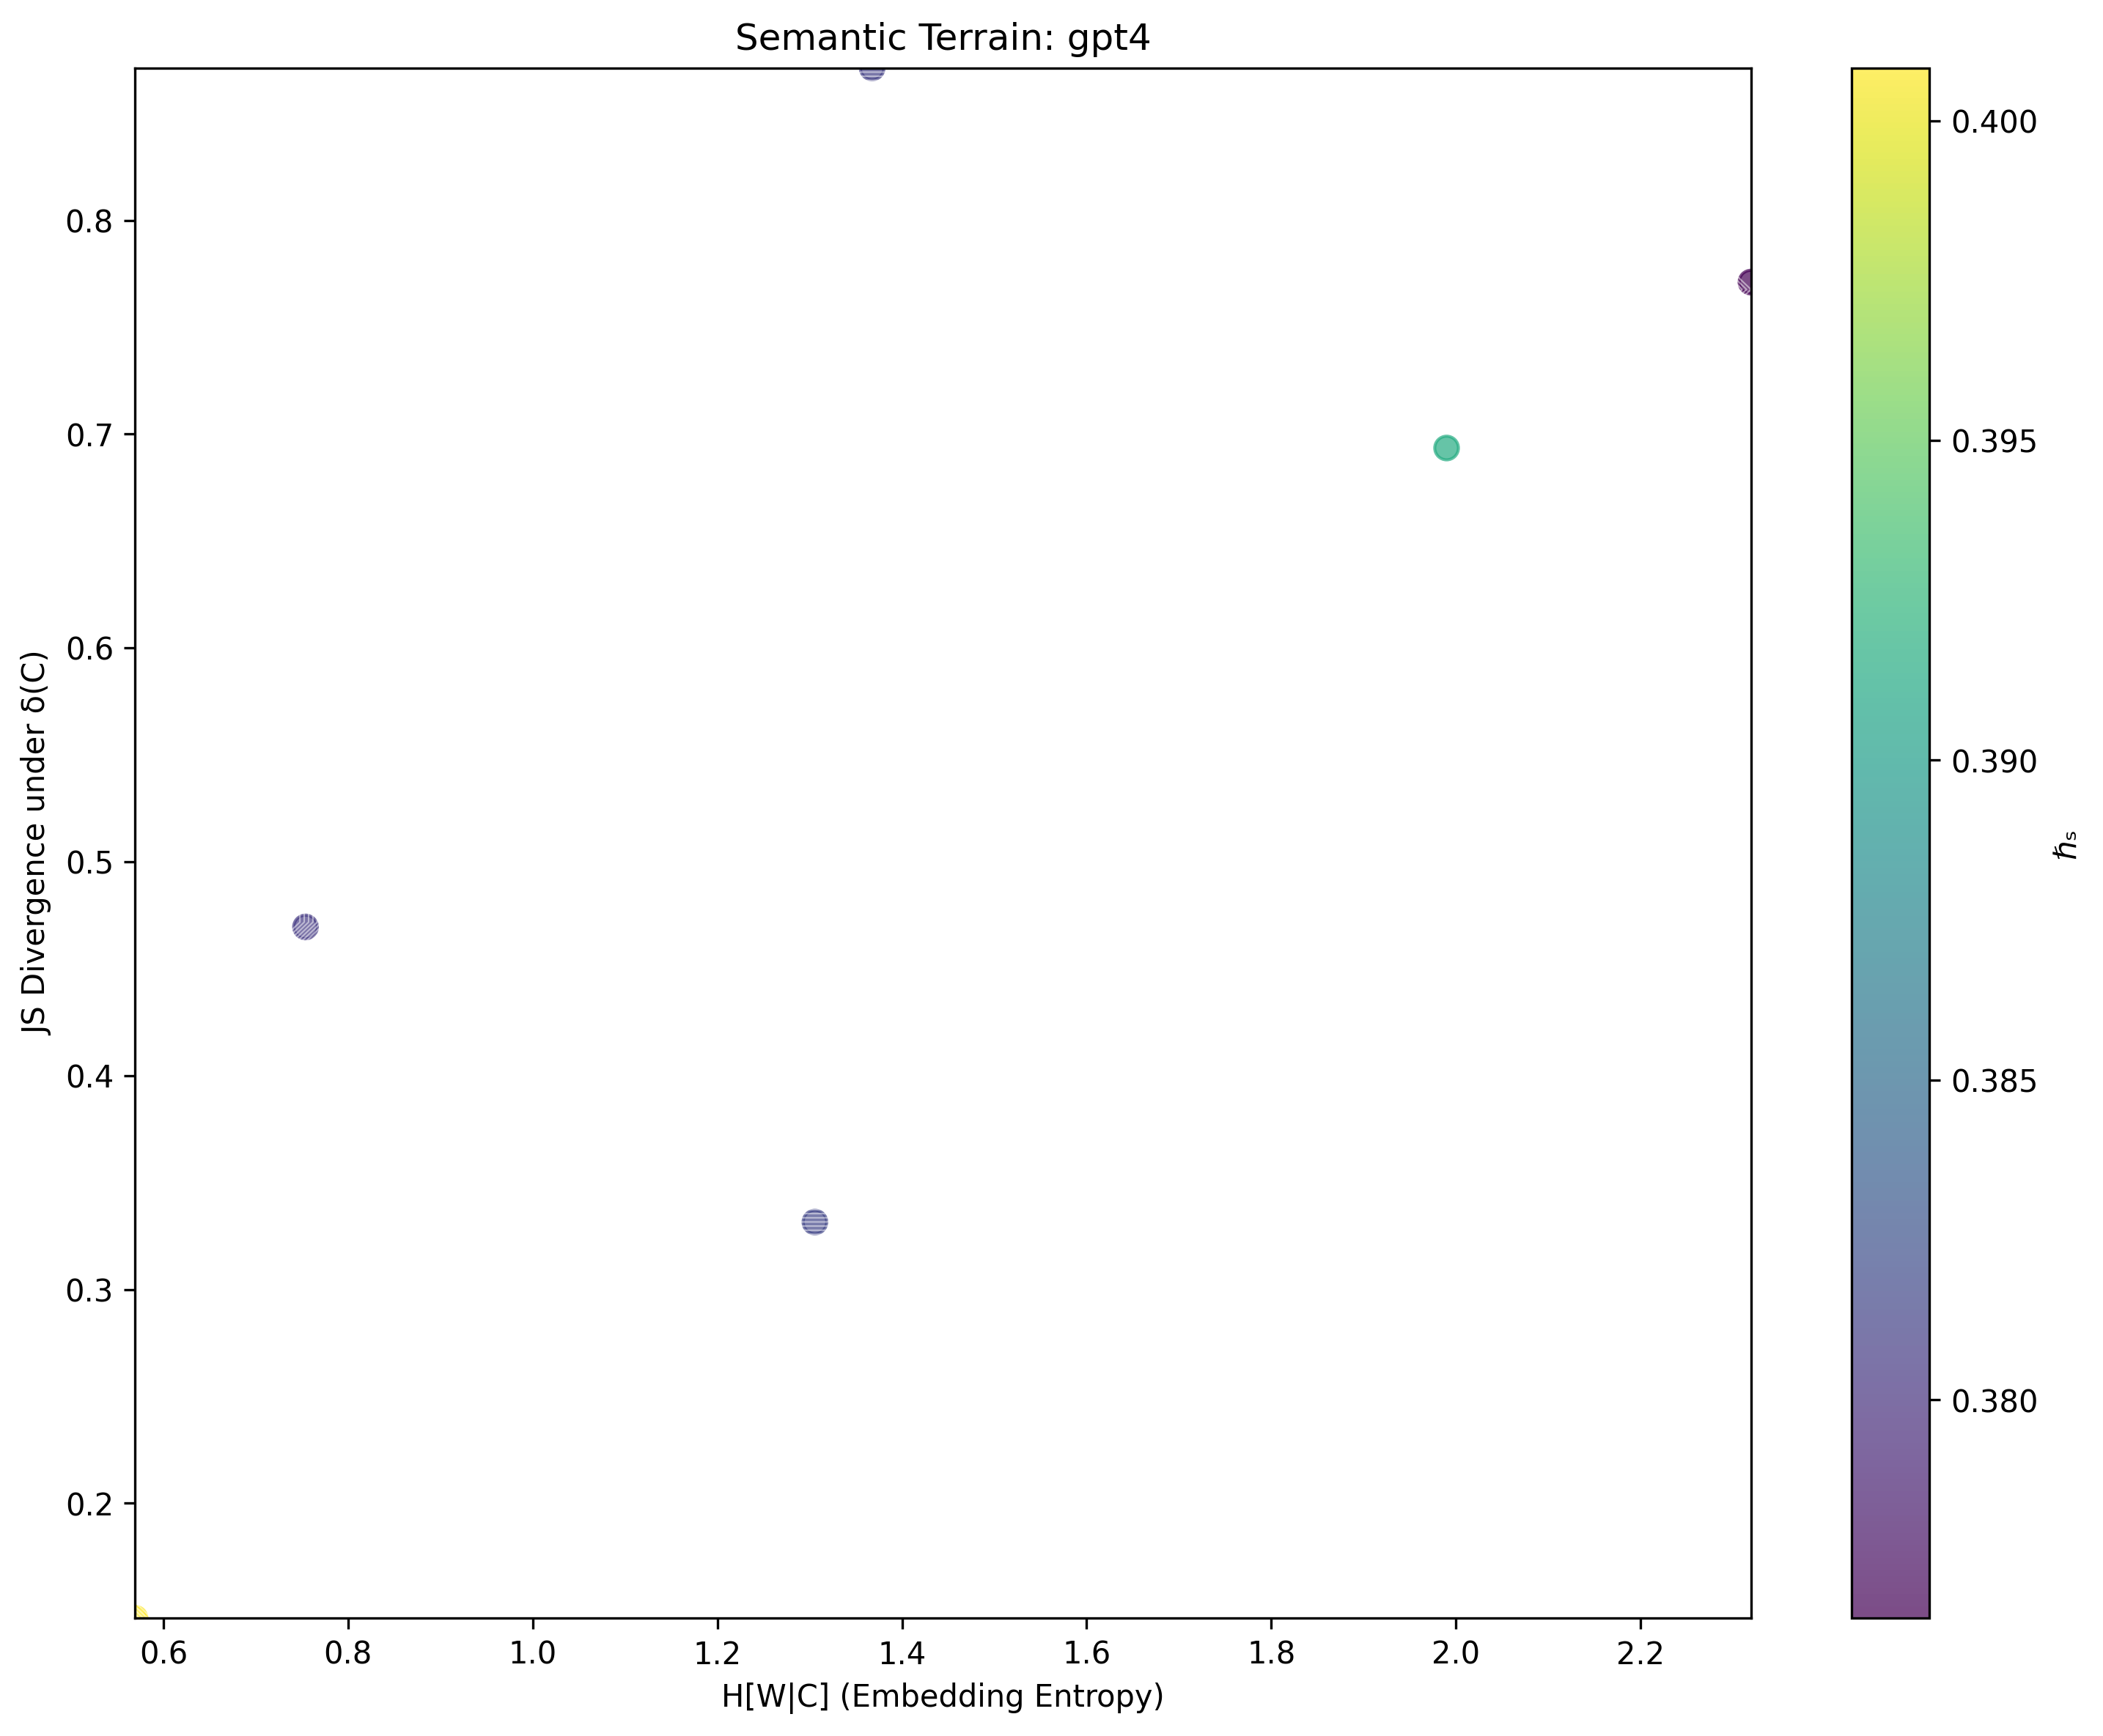 Semantic Terrain: gpt4
JS Divergence under δ(C)
0.8
0.7
0.6
0.5
0.4
0.3
0.2
0.6 0.8 1.0 1.2 1.4 1.6 1.8 2.0 2.2
H[W|C] (Embedding Entropy)
0.400
0.395
0.390
0.385
0.380
ℏₛ